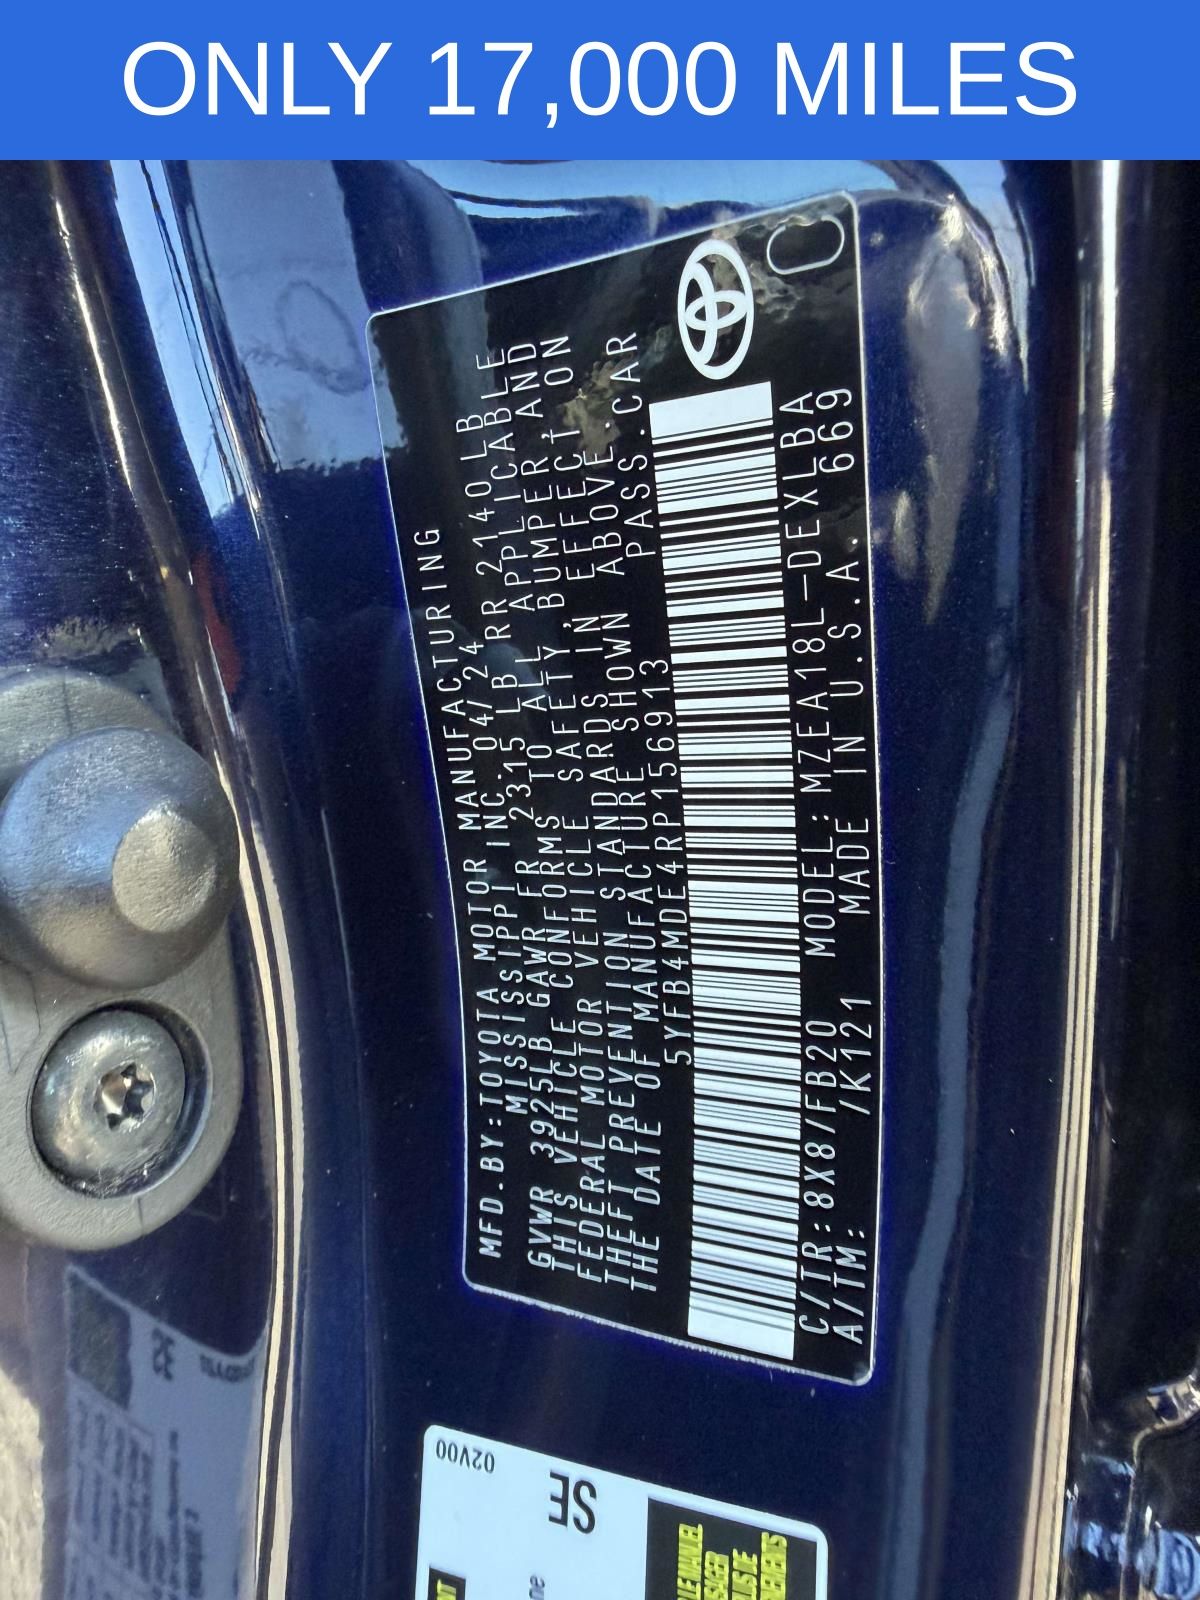 ONLY 17,000 MILES
MFD.BY:TOYOTA MOTOR MANUFACTURING
MISSISSIPPI INC. 04/24
GVWR 3925LB GAWR FR 2315LB RR 2140LB
THIS VEHICLE CONFORMS TO ALL APPLICABLE
FEDERAL MOTOR VEHICLE SAFETY,BUMPER,AND
THEFT PREVENTION STANDARDS IN EFFECT ON
THE DATE OF MANUFACTURE SHOWN ABOVE.
5YFB4MDE4RP156913 PASS.CAR
C/TR:8X8/FB20 MODEL:MZEA18L-DEXLBA
A/TM: /K121 MADE IN U.S.A. 669
02V00
SE